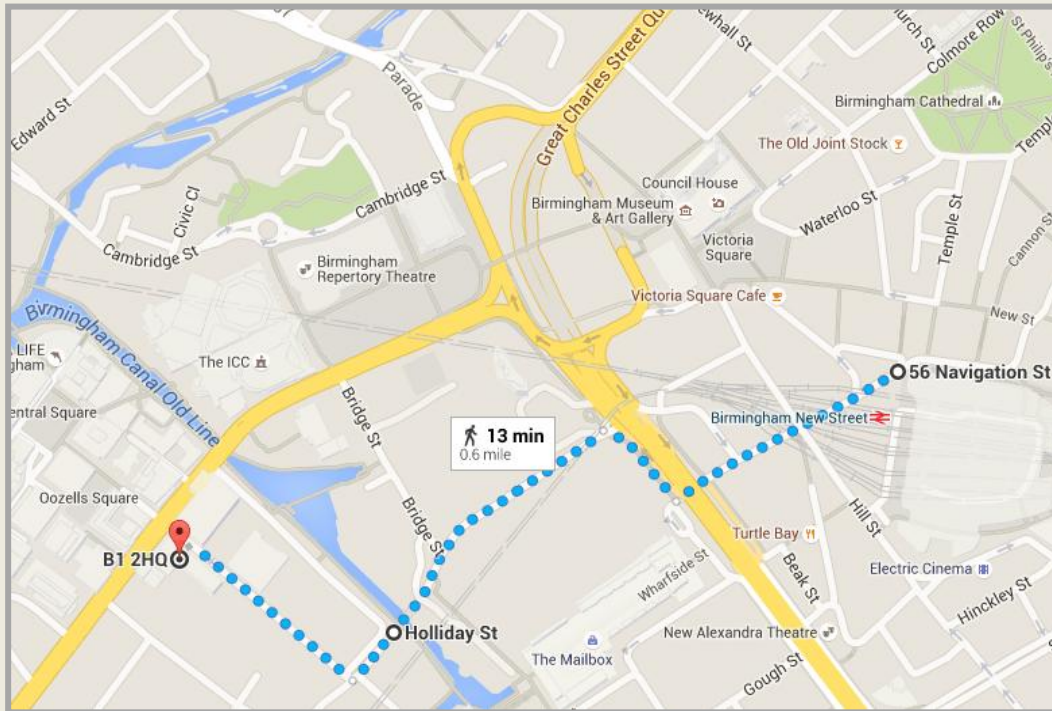 Great Charles Street Qu
ewhall St
hurch St
Colmore Row
St Philip's
Parade
Edward St
Birmingham Cathedral
The Old Joint Stock
Templ
Civic Cl
Cambridge St
Cambridge St
Council House
Birmingham Museum
& Art Gallery
Waterloo St
Temple St
Cannon St
Birmingham
Repertory Theatre
Victoria
Square
Victoria Square Cafe
New St
Birmingham Canal Old Line
LIFE
gham
The ICC
Bridge St
56 Navigation St
entral Square
13 min
0.6 mile
Birmingham New Street
Oozells Square
Bridge St
Hill St
Turtle Bay
B1 2HQ
Wharfside St
Beak St
Electric Cinema
Hinckley St
Holliday St
New Alexandra Theatre
The Mailbox
Gough St